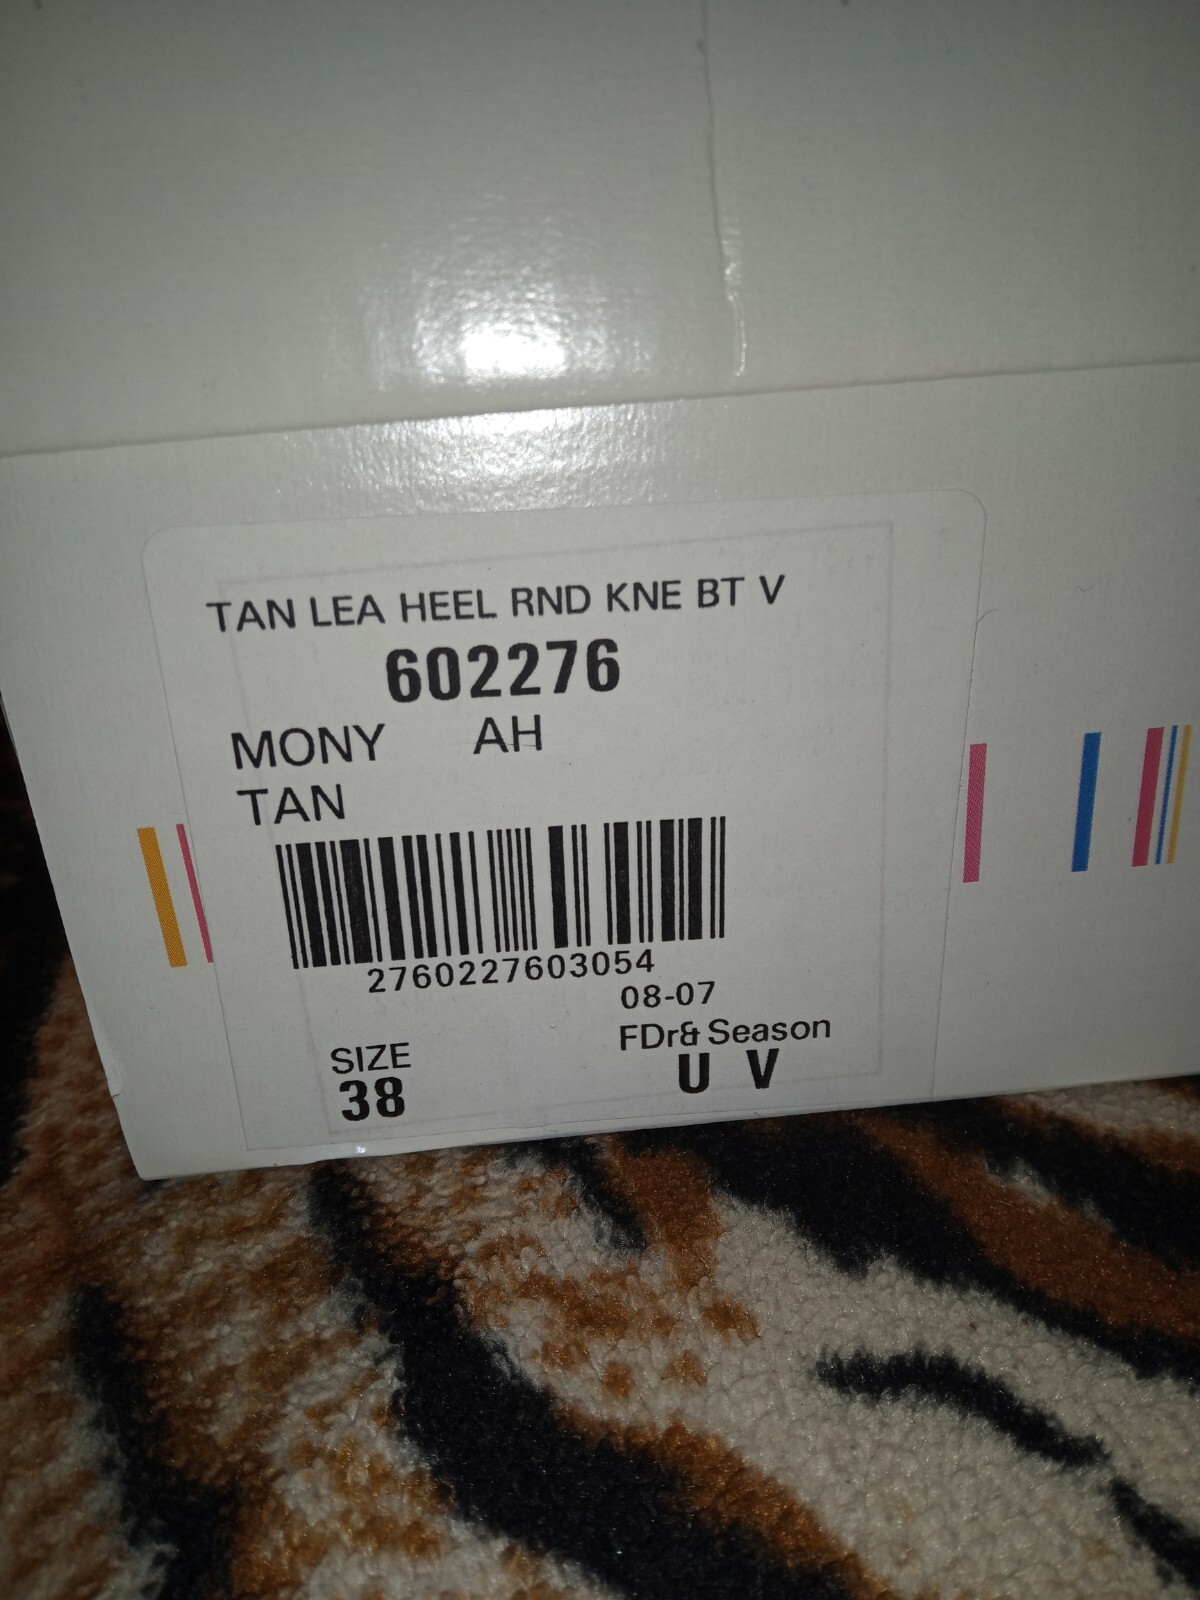 TAN LEA HEEL RND KNE BT V
602276
MONY AH
TAN
2760227603054
08-07
FDr& Season
U V
SIZE
38